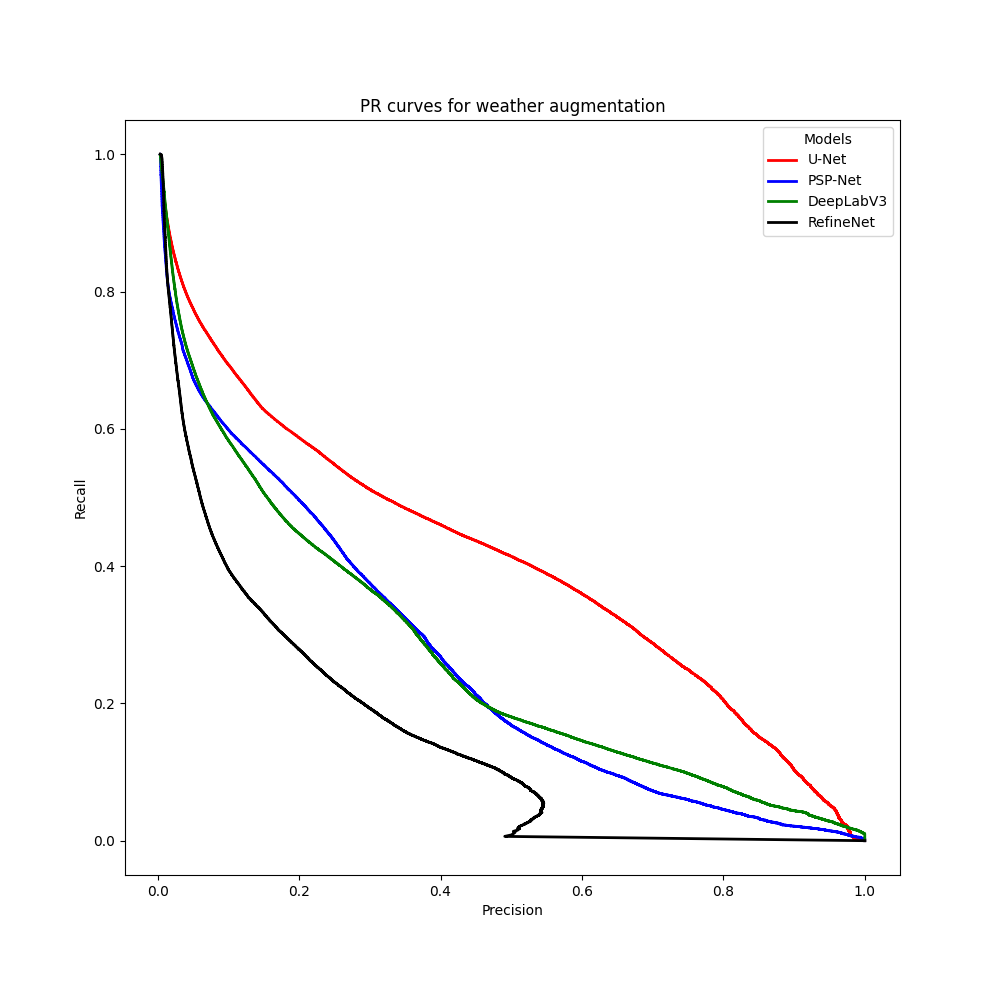 PR curves for weather augmentation
Models
U-Net
PSP-Net
DeepLabV3
RefineNet
1.0
0.8
0.6
0.4
0.2
0.0
Recall
0.0 0.2 0.4 0.6 0.8 1.0
Precision